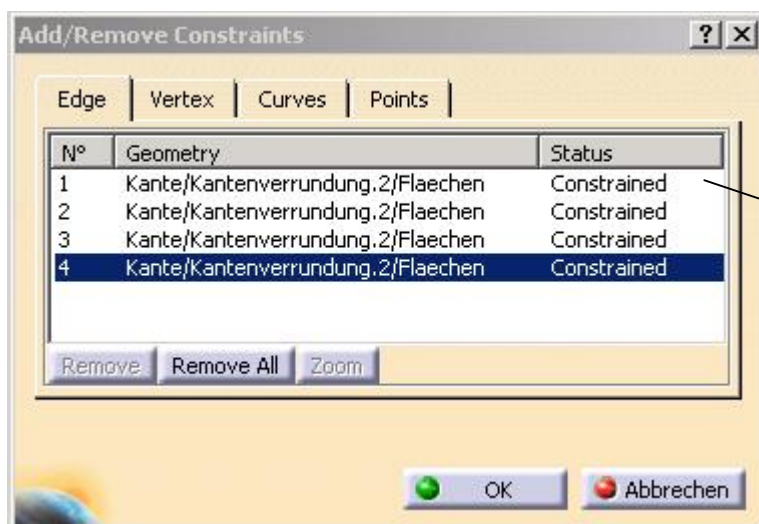 Add/Remove Constraints
Edge Vertex Curves Points
N° Geometry Status
1 Kante/Kantenverrundung.2/Flaechen Constrained
2 Kante/Kantenverrundung.2/Flaechen Constrained
3 Kante/Kantenverrundung.2/Flaechen Constrained
4 Kante/Kantenverrundung.2/Flaechen Constrained
Remove Remove All Zoom
OK Abbrechen